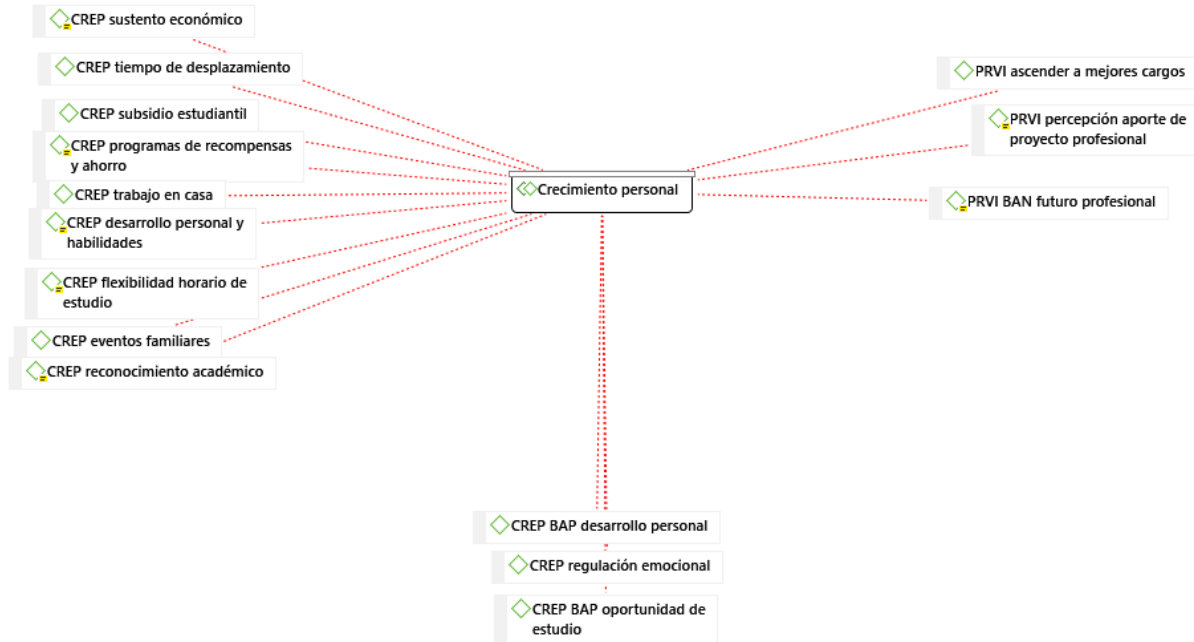 CREP sustento económico
CREP tiempo de desplazamiento
CREP subsidio estudiantil
CREP programas de recompensas
y ahorro
CREP trabajo en casa
CREP desarrollo personal y
habilidades
CREP flexibilidad horario de
estudio
CREP eventos familiares
CREP reconocimiento académico
Crecimiento personal
PRVI ascender a mejores cargos
PRVI percepción aporte de
proyecto profesional
PRVI BAN futuro profesional
CREP BAP desarrollo personal
CREP regulación emocional
CREP BAP oportunidad de
estudio